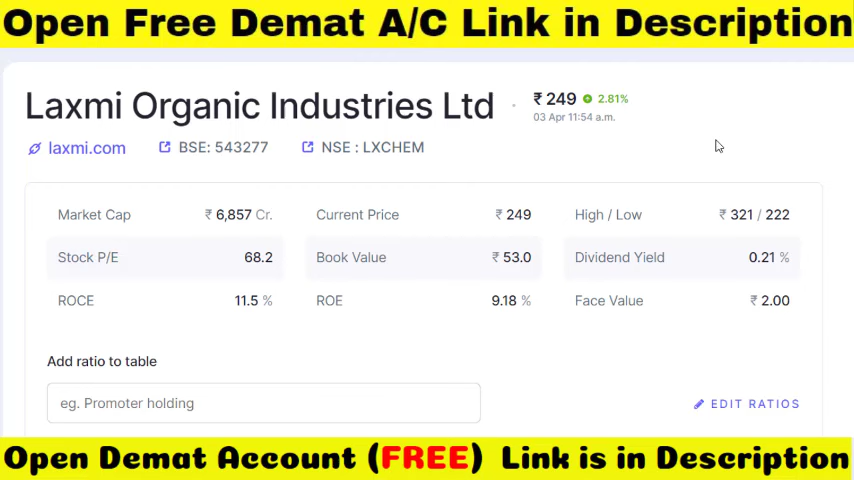 Open Free Demat A/C Link in Description
Laxmi Organic Industries Ltd
₹ 249 2.81%
03 Apr 11:54 a.m.
laxmi.com BSE: 543277 NSE : LXCHEM
Market Cap ₹ 6,857 Cr. Current Price ₹ 249 High / Low ₹ 321 / 222
Stock P/E 68.2 Book Value ₹ 53.0 Dividend Yield 0.21 %
ROCE 11.5 % ROE 9.18 % Face Value ₹ 2.00
Add ratio to table
eg. Promoter holding EDIT RATIOS
Open Demat Account (FREE) Link is in Description